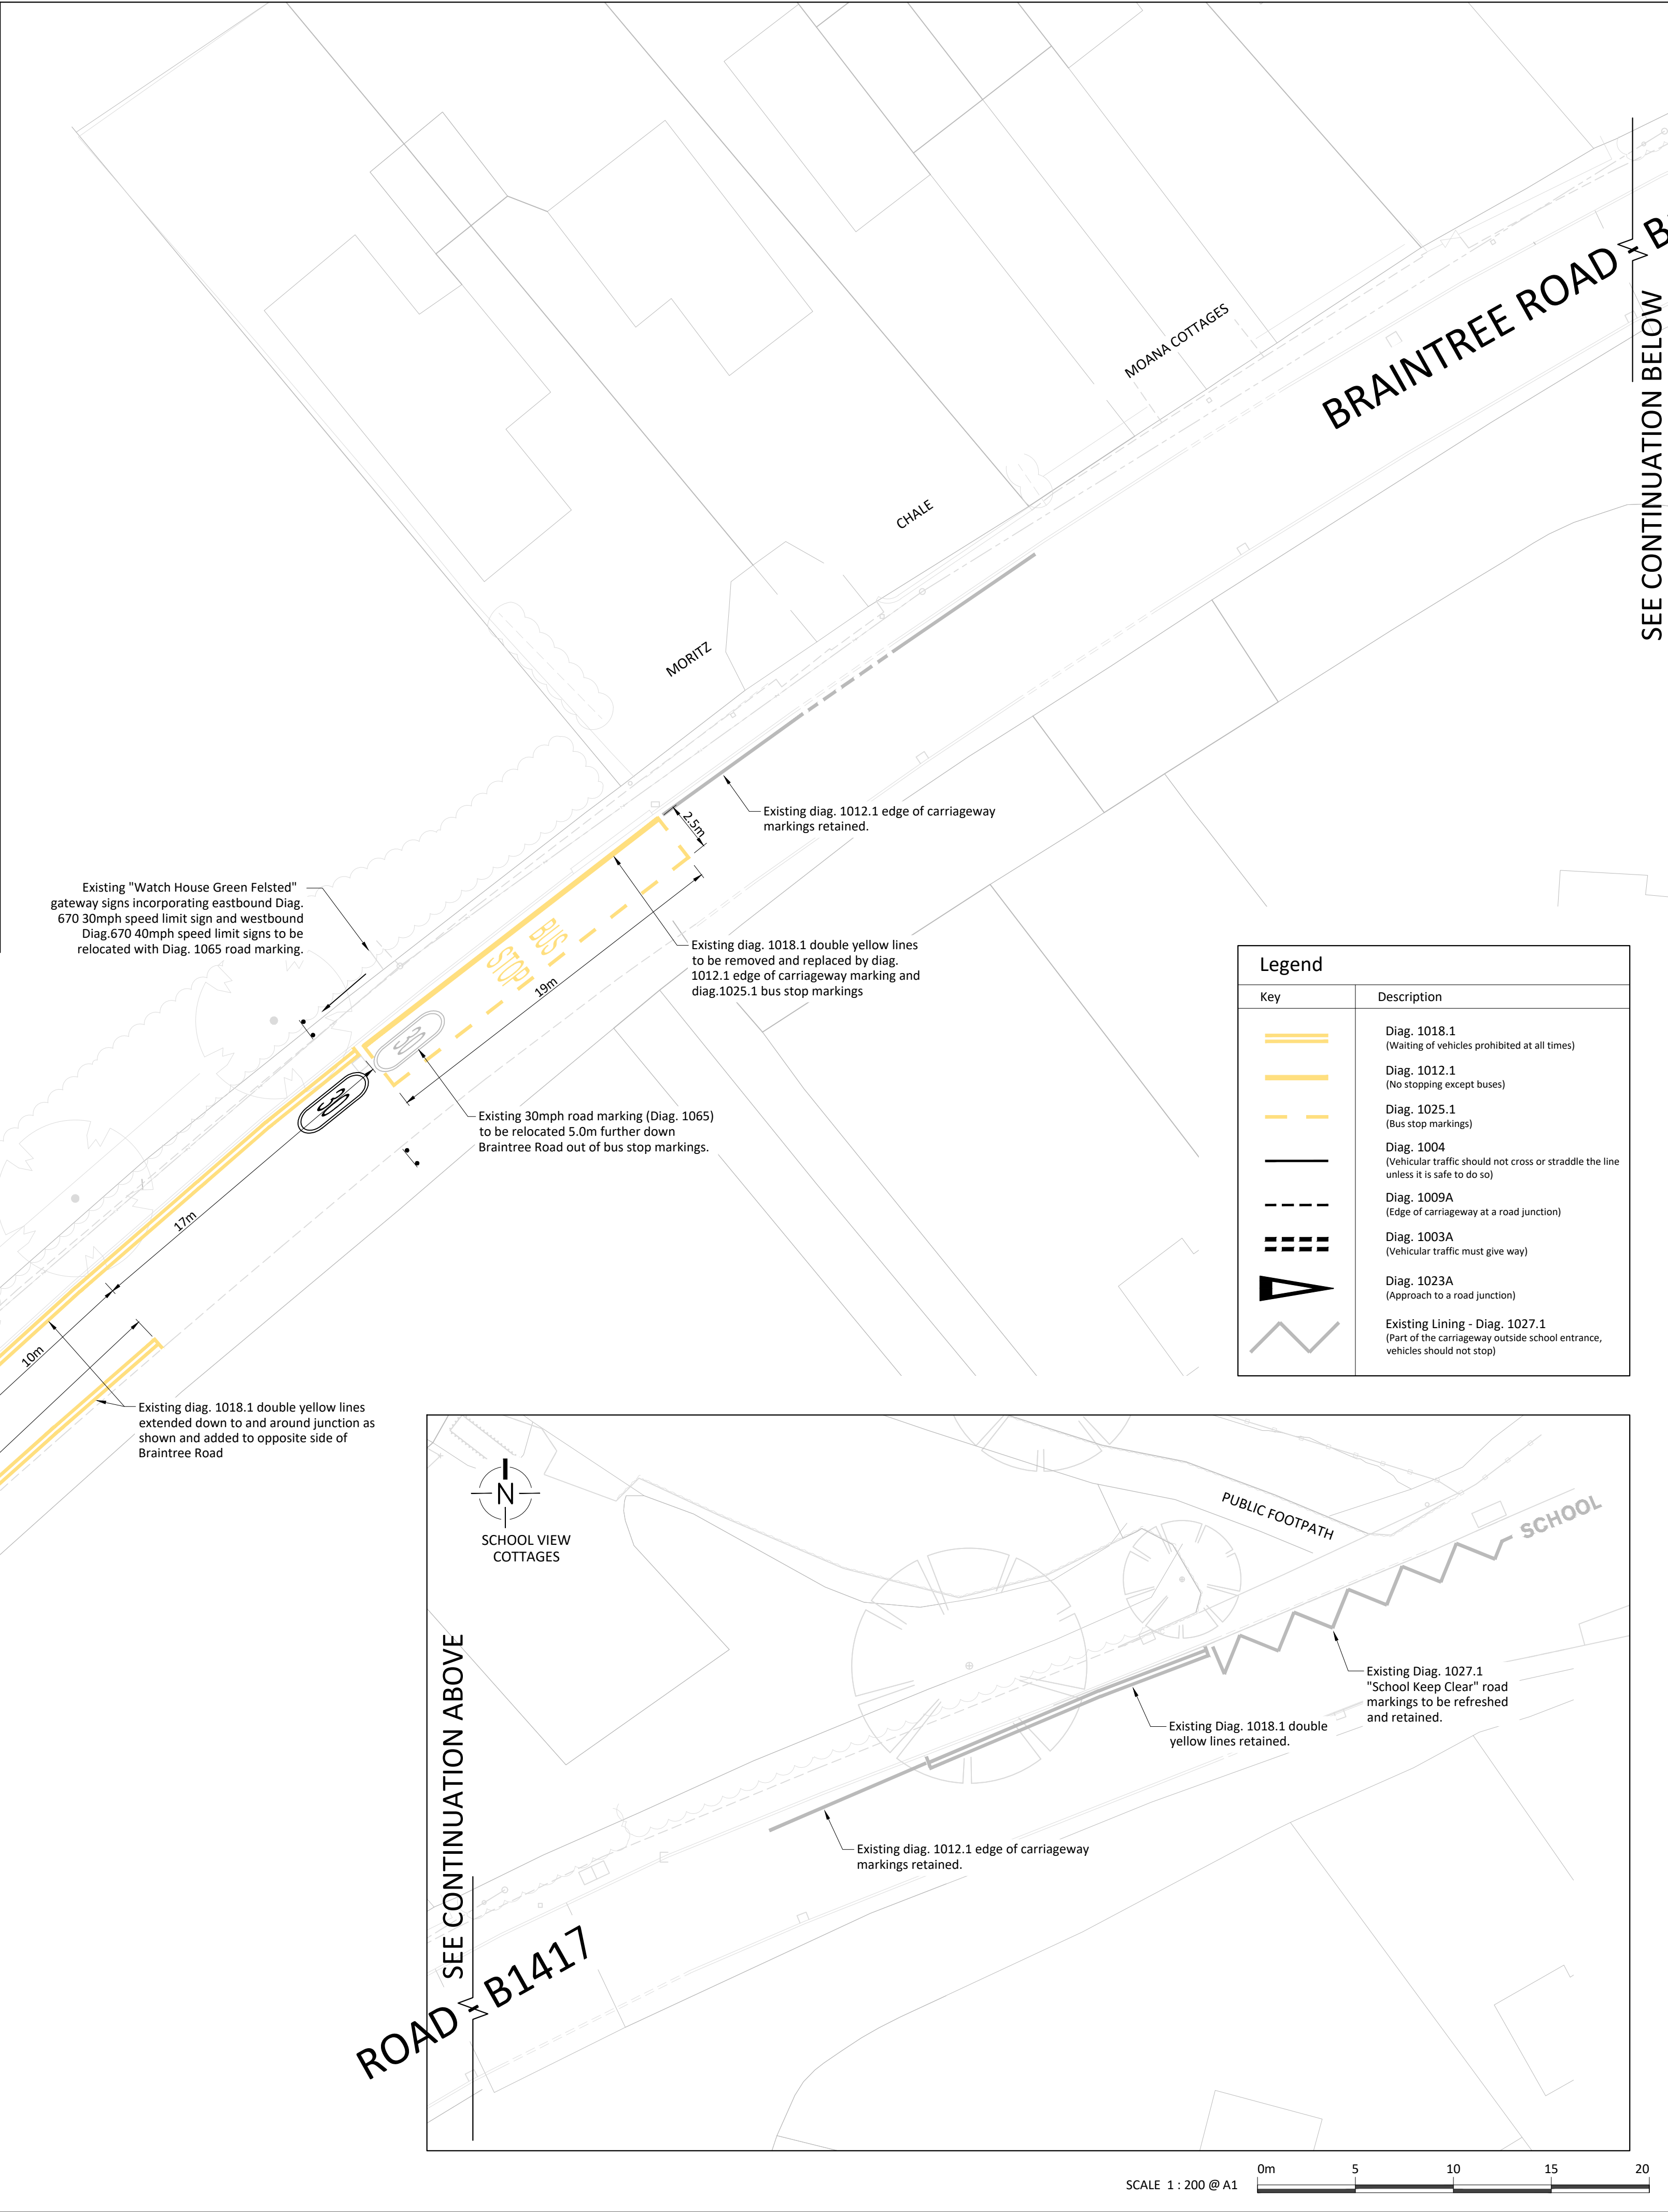 BRAINTREE ROAD - B
SEE CONTINUATION BELOW
MOANA COTTAGES
CHALE
MORITZ
Existing diag. 1012.1 edge of carriageway
markings retained.
2.5m
Existing "Watch House Green Felsted"
gateway signs incorporating eastbound Diag.
670 30mph speed limit sign and westbound
Diag.670 40mph speed limit signs to be
relocated with Diag. 1065 road marking.
BUS
STOP
19m
Existing diag. 1018.1 double yellow lines
to be removed and replaced by diag.
1012.1 edge of carriageway marking and
diag.1025.1 bus stop markings
30
30
Existing 30mph road marking (Diag. 1065)
to be relocated 5.0m further down
Braintree Road out of bus stop markings.
17m
10m
Existing diag. 1018.1 double yellow lines
extended down to and around junction as
shown and added to opposite side of
Braintree Road
Legend
Key
Description
Diag. 1018.1
(Waiting of vehicles prohibited at all times)
Diag. 1012.1
(No stopping except buses)
Diag. 1025.1
(Bus stop markings)
Diag. 1004
(Vehicular traffic should not cross or straddle the line
unless it is safe to do so)
Diag. 1009A
(Edge of carriageway at a road junction)
Diag. 1003A
(Vehicular traffic must give way)
Diag. 1023A
(Approach to a road junction)
Existing Lining - Diag. 1027.1
(Part of the carriageway outside school entrance,
vehicles should not stop)
N
SCHOOL VIEW
COTTAGES
PUBLIC FOOTPATH
SCHOOL
SEE CONTINUATION ABOVE
Existing Diag. 1027.1
"School Keep Clear" road
markings to be refreshed
and retained.
Existing Diag. 1018.1 double
yellow lines retained.
Existing diag. 1012.1 edge of carriageway
markings retained.
ROAD - B1417
SCALE 1 : 200 @ A1
0m 5 10 15 20